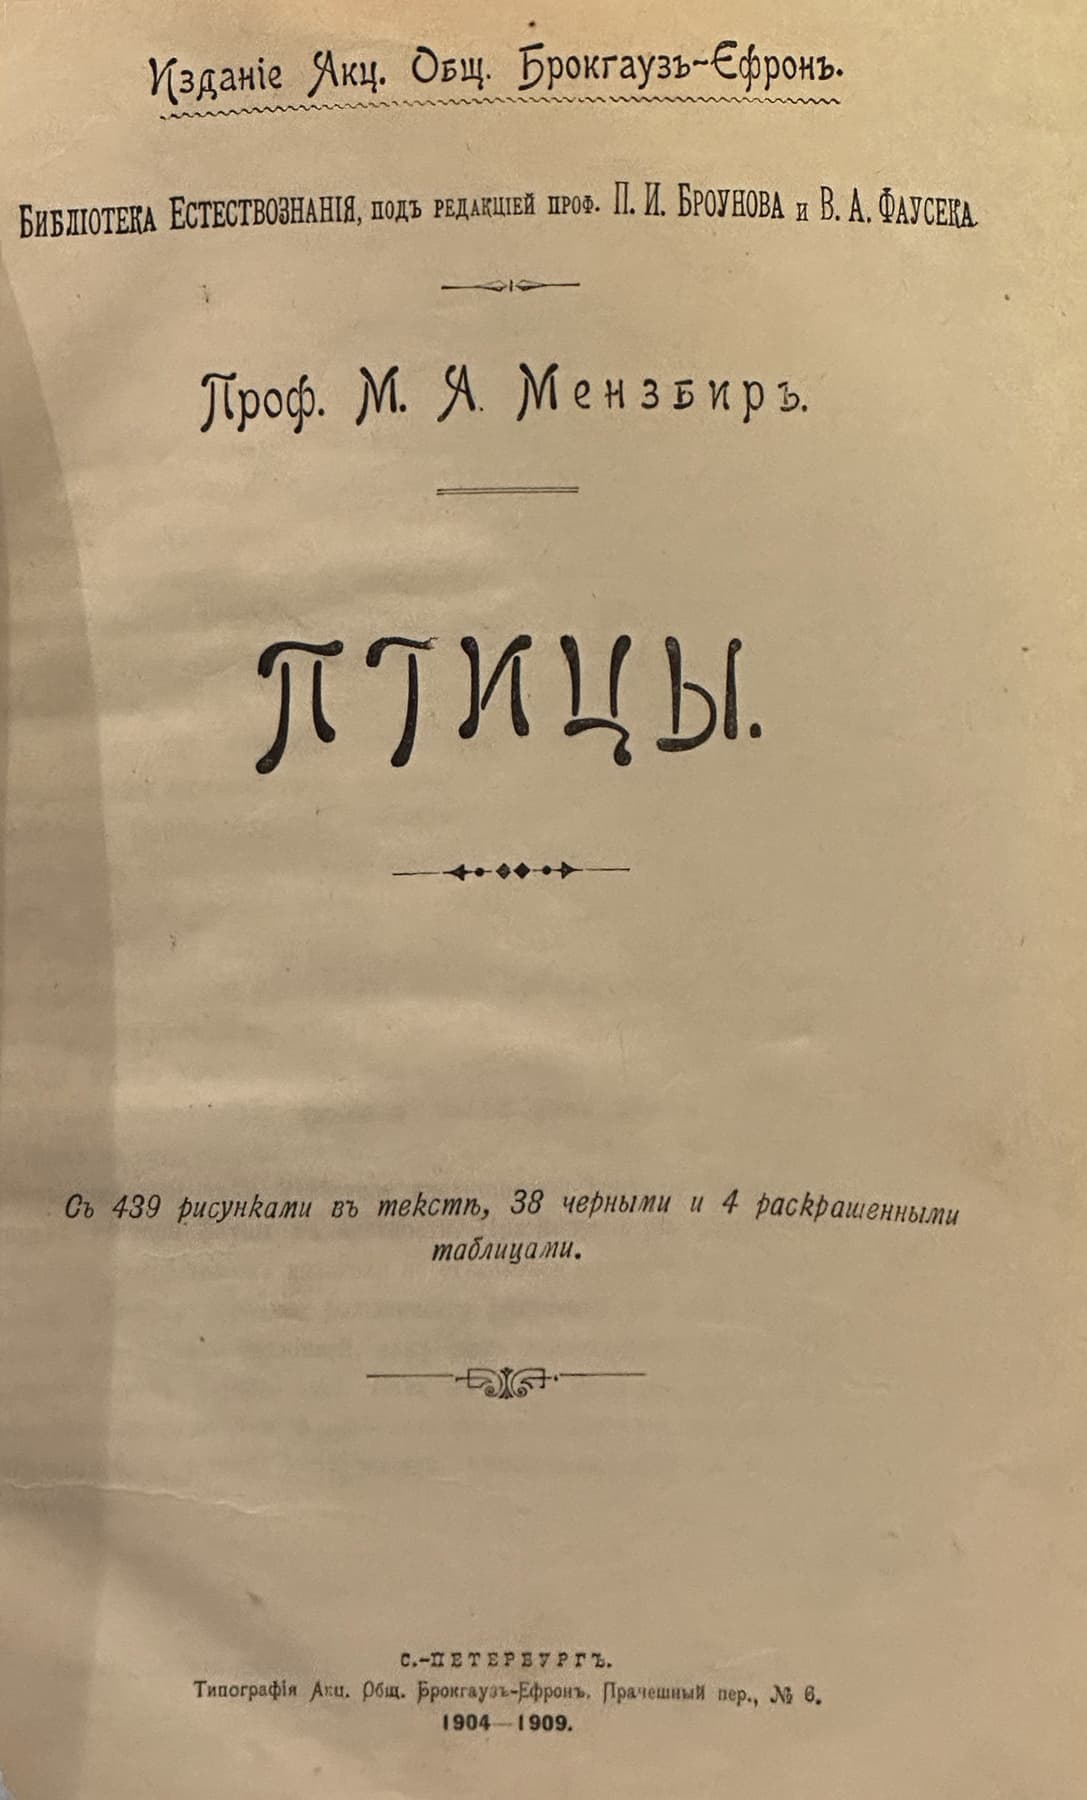 Изданіе Акц. Общ. Брокгаузъ-Ефронъ.
Библіотека Естествознанія, подъ редакціей проф. П. И. Броунова и В. А. Фаусека.
Проф. М. А. Мензбиръ.
ПТИЦЫ.
Съ 439 рисунками въ текстѣ, 38 черными и 4 раскрашенными
таблицами.
С.-ПЕТЕРБУРГЪ.
Типографія Акц. Общ. Брокгаузъ-Ефронъ. Прачешный пер., № 6.
1904—1909.